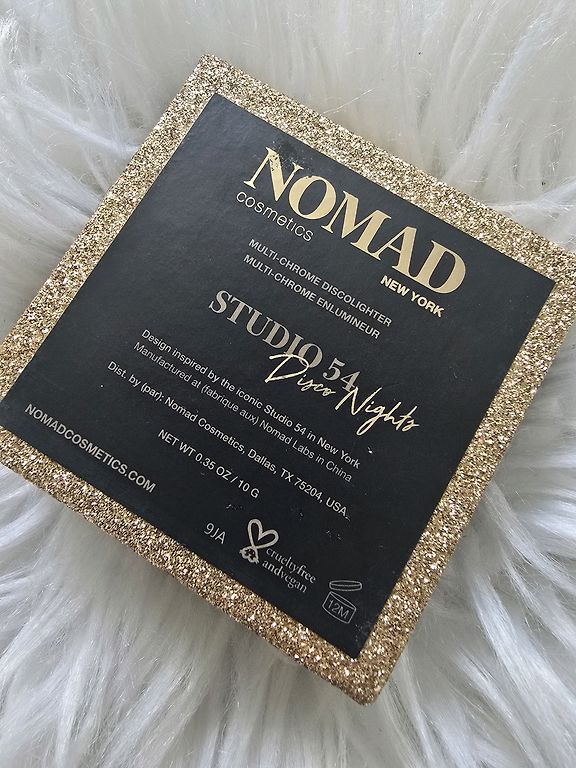 NOMAD
cosmetics
NEW YORK
MULTI-CHROME DISCOLIGHTER
MULTI-CHROME ENLUMINEUR
STUDIO 54
Disco Nights
Design inspired by the iconic Studio 54 in New York
Manufactured at (fabrique aux) Nomad Labs in China
Dist. by (par): Nomad Cosmetics, Dallas, TX 75204, USA.
NET WT 0.35 OZ / 10 G
NOMADCOSMETICS.COM
9JA
crueltyfree
andvegan
12M